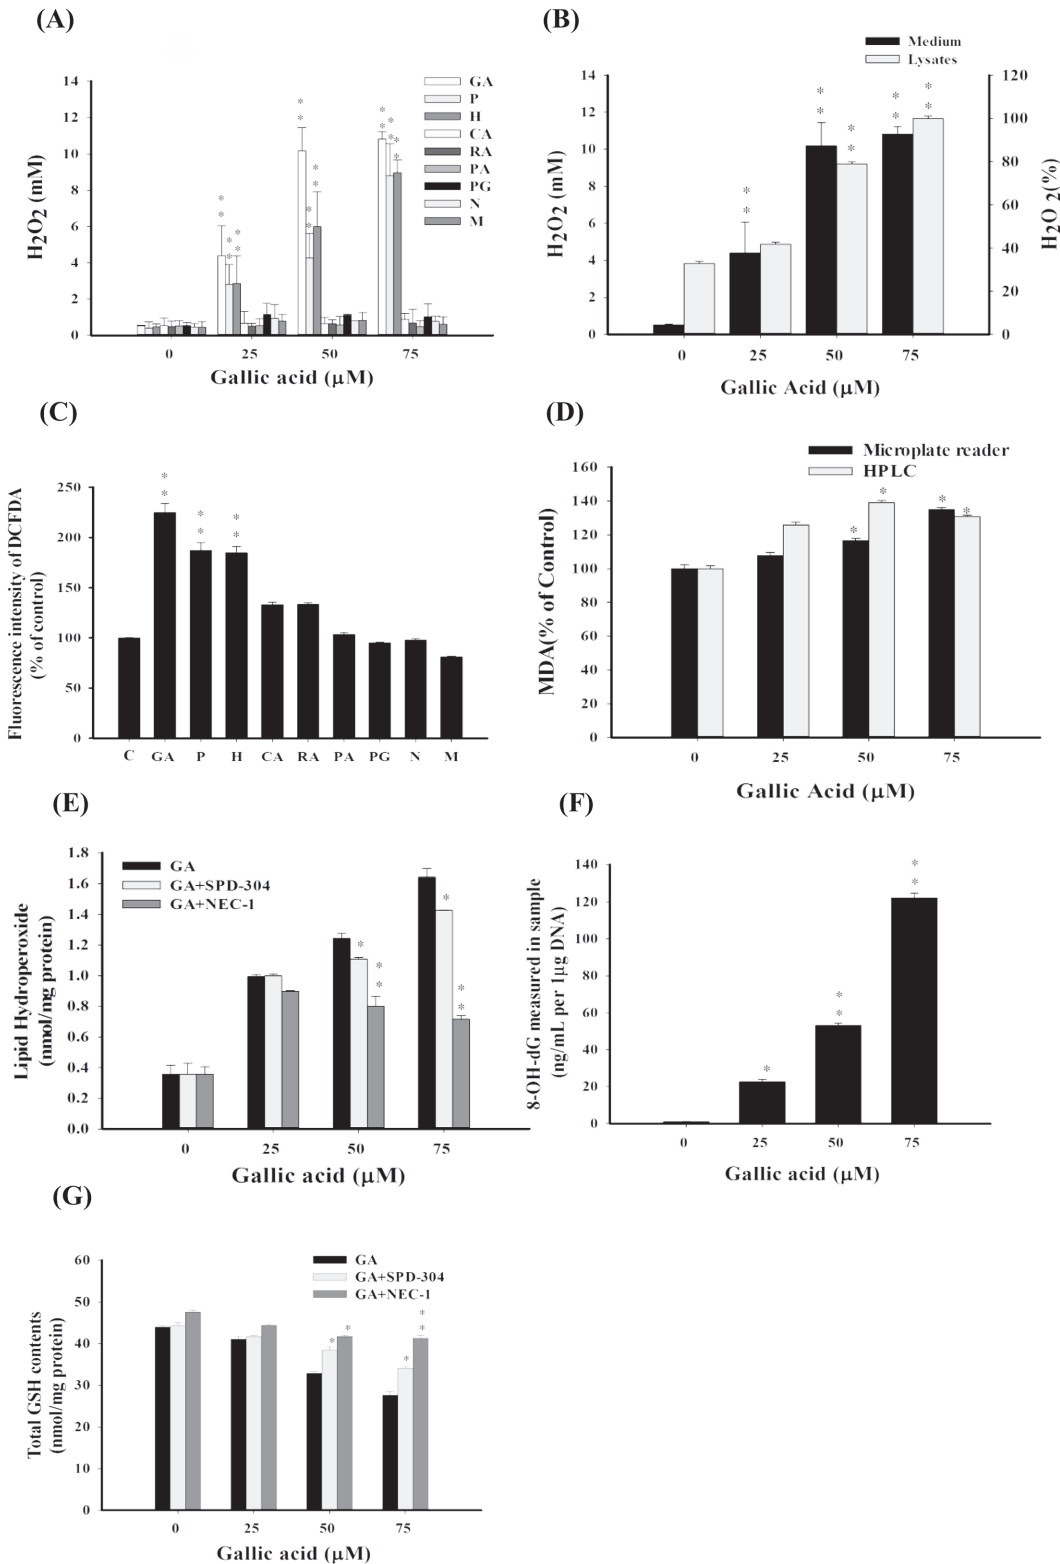 (A)
H2O2 (mM)
14
12
10
8
6
4
2
0
0 25 50 75
Gallic acid (μM)
GA
P
H
CA
RA
PA
PG
N
M
* *
* *
* *
* *
* *
* *
* *
* *
* *
(B)
Medium
Lysates
H2O2 (mM)
14
12
10
8
6
4
2
0
120
100
80
60
40
20
0
H2O 2(%)
0 25 50 75
Gallic Acid (μM)
* *
* *
* *
* *
* *
(C)
Fluorescence intensity of DCFDA
(% of control)
250
200
150
100
50
0
C GA P H CA RA PA PG N M
* *
* *
* *
(D)
Microplate reader
HPLC
MDA(% of Control)
160
140
120
100
80
60
40
20
0
0 25 50 75
Gallic Acid (μM)
*
*
*
*
(E)
GA
GA+SPD-304
GA+NEC-1
Lipid Hydroperoxide
(nmol/mg protein)
1.8
1.6
1.4
1.2
1.0
0.8
0.6
0.4
0.2
0.0
0 25 50 75
Gallic acid (μM)
*
* *
*
* *
(F)
8-OH-dG measured in sample
(ng/mL per 1μg DNA)
140
120
100
80
60
40
20
0
0 25 50 75
Gallic acid (μM)
*
* *
* *
(G)
GA
GA+SPD-304
GA+NEC-1
Total GSH contents
(nmol/mg protein)
60
50
40
30
20
10
0
0 25 50 75
Gallic acid (μM)
*
*
*
* *